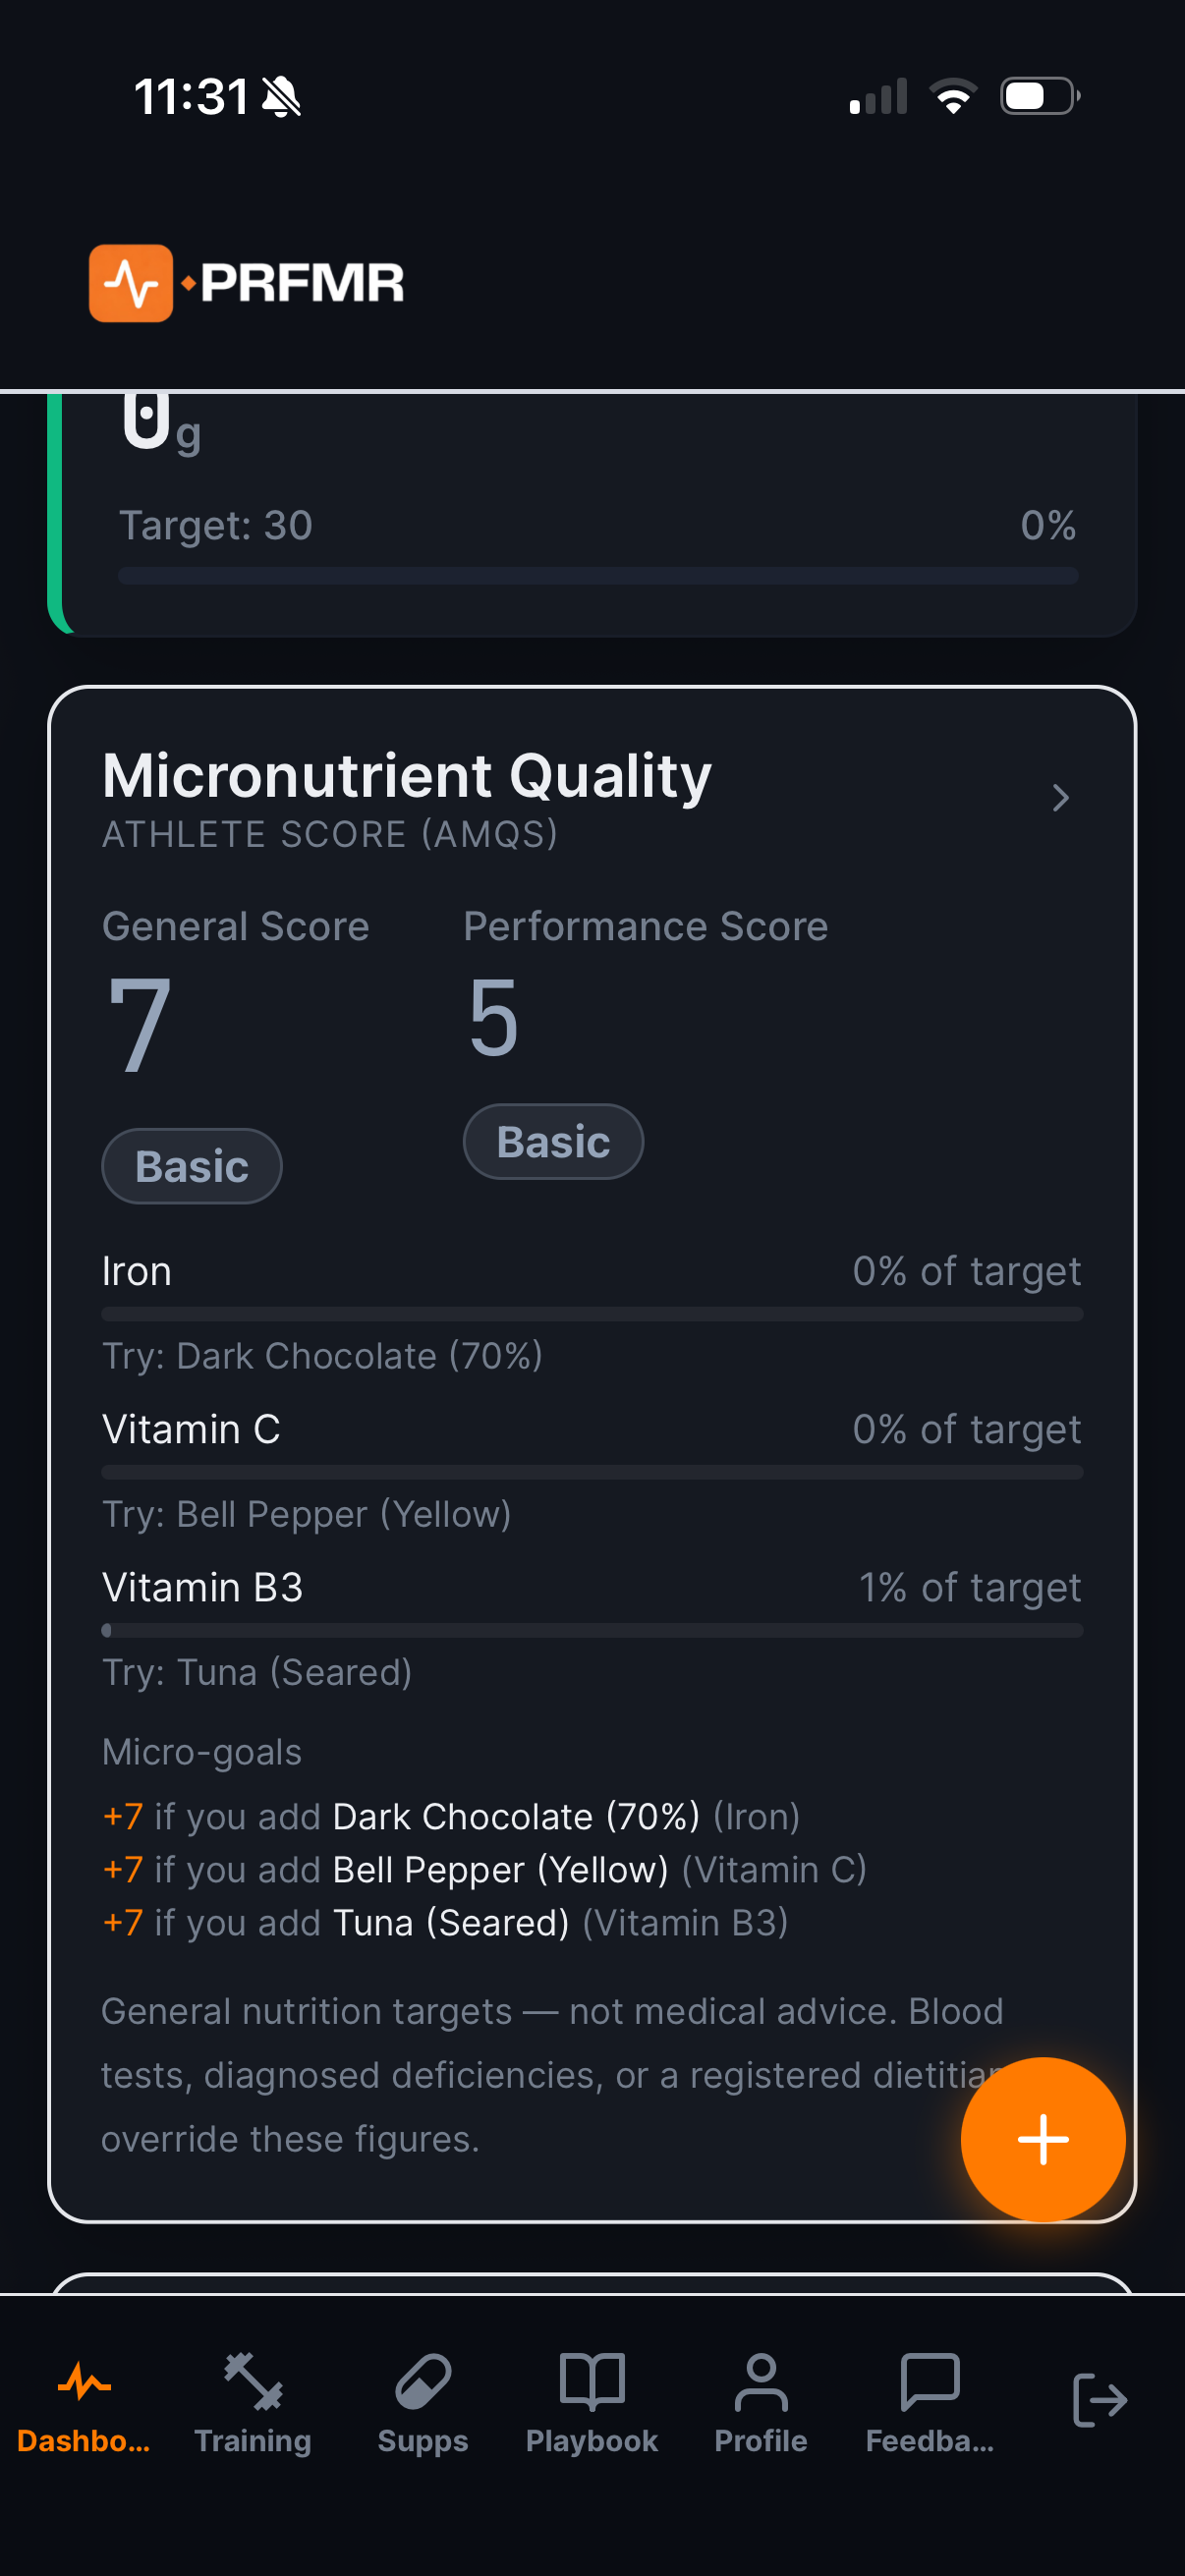 11:31
PRFMR
0g
Target: 30 0%
Micronutrient Quality
ATHLETE SCORE (AMQS)
General Score Performance Score
7 5
Basic Basic
Iron 0% of target
Try: Dark Chocolate (70%)
Vitamin C 0% of target
Try: Bell Pepper (Yellow)
Vitamin B3 1% of target
Try: Tuna (Seared)
Micro-goals
+7 if you add Dark Chocolate (70%) (Iron)
+7 if you add Bell Pepper (Yellow) (Vitamin C)
+7 if you add Tuna (Seared) (Vitamin B3)
General nutrition targets — not medical advice. Blood
tests, diagnosed deficiencies, or a registered dietitian
override these figures.
Dashbo... Training Supps Playbook Profile Feedba...